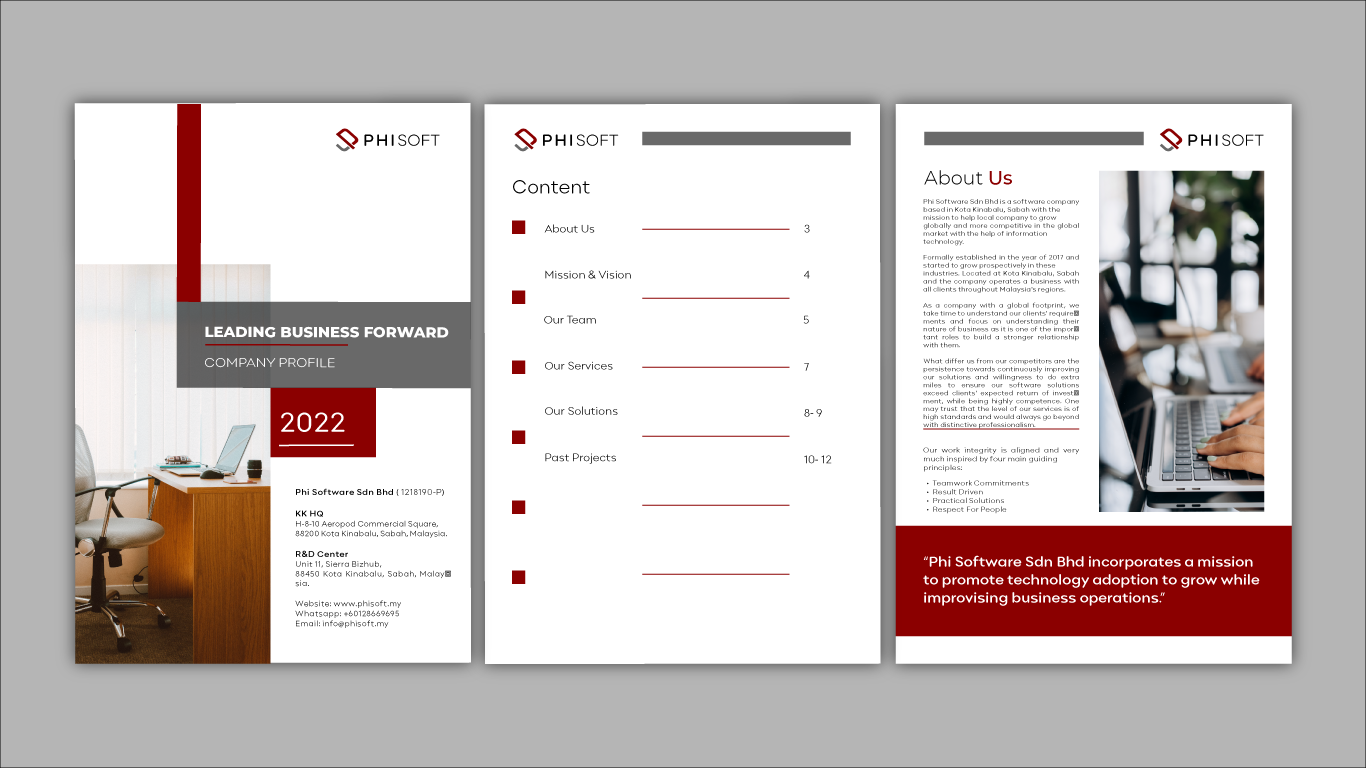 PHISOFT
LEADING BUSINESS FORWARD
COMPANY PROFILE
2022
Phi Software Sdn Bhd ( 1218190-P)
KK HQ
H-8-10 Aeropod Commercial Square,
88200 Kota Kinabalu, Sabah, Malaysia.
R&D Center
Unit 11, Sierra Bizhub,
88450 Kota Kinabalu, Sabah, Malay
sia.
Website: www.phisoft.my
Whatsapp: +60128669695
Email: info@phisoft.my
PHISOFT
Content
About Us 3
Mission & Vision 4
Our Team 5
Our Services 7
Our Solutions 8- 9
Past Projects 10- 12
PHISOFT
About Us
Phi Software Sdn Bhd is a software company
based in Kota Kinabalu, Sabah with the
mission to help local company to grow
globally and more competitive in the global
market with the help of information
technology.
Formally established in the year of 2017 and
started to grow prospectively in these
industries. Located at Kota Kinabalu, Sabah
and the company operates a business with
all clients throughout Malaysia's regions.
As a company with a global footprint, we
take time to understand our clients' require
ments and focus on understanding their
nature of business as it is one of the impor
tant roles to build a stronger relationship
with them.
What differ us from our competitors are the
persistence towards continuously improving
our solutions and willingness to do extra
miles to ensure our software solutions
exceed clients' expected return of invest
ment, while being highly competence. One
may trust that the level of our services is of
high standards and would always go beyond
with distinctive professionalism.
Our work integrity is aligned and very
much inspired by four main guiding
principles:
• Teamwork Commitments
• Result Driven
• Practical Solutions
• Respect For People
“Phi Software Sdn Bhd incorporates a mission
to promote technology adoption to grow while
improvising business operations.”